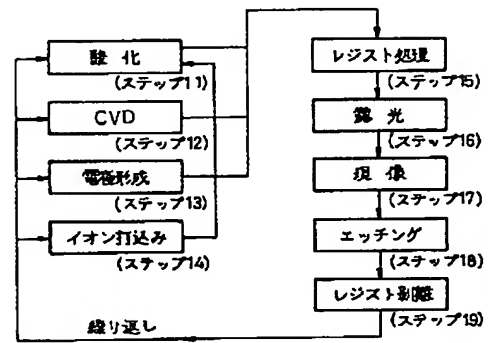 酸化
(ステップ11)
CVD
(ステップ12)
電極形成
(ステップ13)
イオン打込み
(ステップ14)
レジスト処理
(ステップ15)
露光
(ステップ16)
現像
(ステップ17)
エッチング
(ステップ18)
レジスト剥離
(ステップ19)
繰り返し